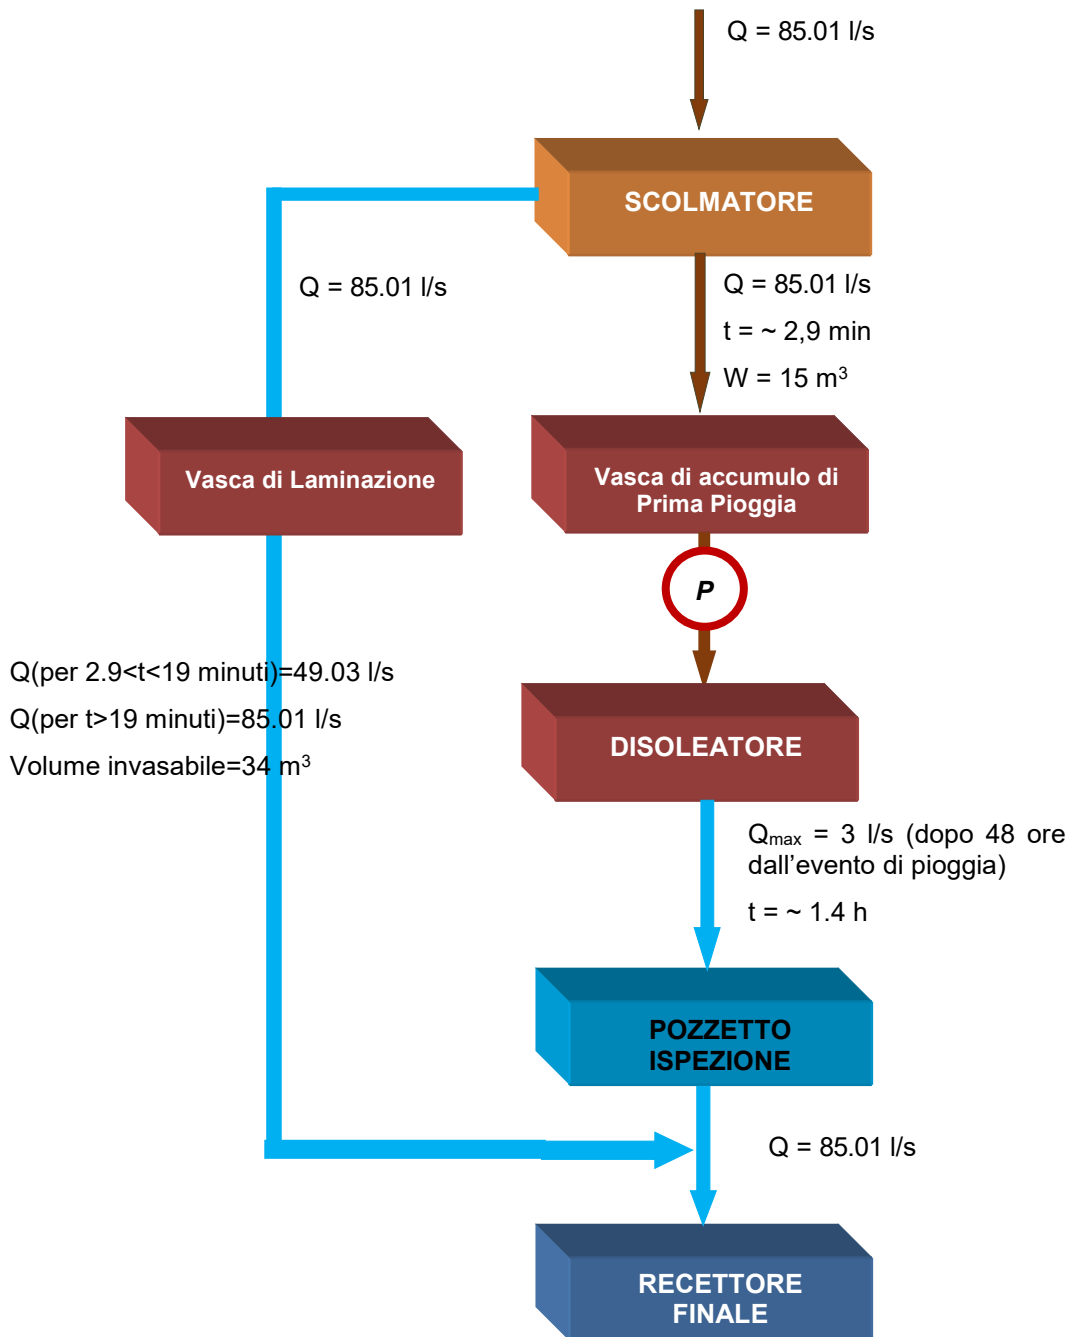 Q = 85.01 l/s
SCOLMATORE
Q = 85.01 l/s
Q = 85.01 l/s
t = ~ 2,9 min
W = 15 m³
Vasca di Laminazione
Vasca di accumulo di
Prima Pioggia
P
Q(per 2.9<t<19 minuti)=49.03 l/s
Q(per t>19 minuti)=85.01 l/s
Volume invasabile=34 m³
DISOLEATORE
Qmax = 3 l/s (dopo 48 ore
dall’evento di pioggia)
t = ~ 1.4 h
POZZETTO
ISPEZIONE
Q = 85.01 l/s
RECETTORE
FINALE